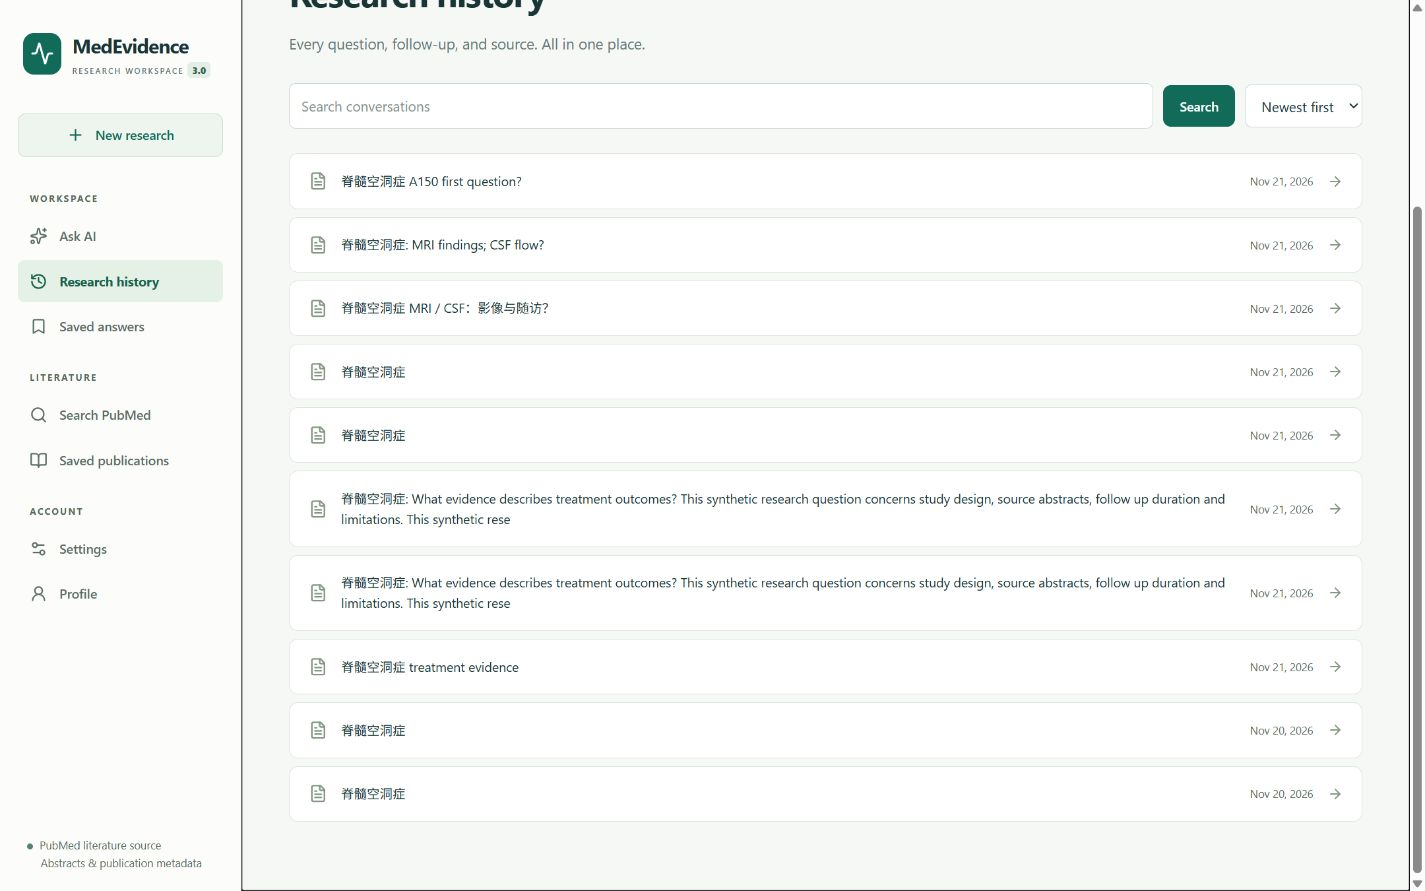 MedEvidence
RESEARCH WORKSPACE 3.0
New research
WORKSPACE
Ask AI
Research history
Saved answers
LITERATURE
Search PubMed
Saved publications
ACCOUNT
Settings
Profile
PubMed literature source
Abstracts & publication metadata
Research history
Every question, follow-up, and source. All in one place.
Search conversations
Search
Newest first
脊髓空洞症 A150 first question?
Nov 21, 2026
脊髓空洞症: MRI findings; CSF flow?
Nov 21, 2026
脊髓空洞症 MRI / CSF：影像与随访？
Nov 21, 2026
脊髓空洞症
Nov 21, 2026
脊髓空洞症
Nov 21, 2026
脊髓空洞症: What evidence describes treatment outcomes? This synthetic research question concerns study design, source abstracts, follow up duration and
limitations. This synthetic rese
Nov 21, 2026
脊髓空洞症: What evidence describes treatment outcomes? This synthetic research question concerns study design, source abstracts, follow up duration and
limitations. This synthetic rese
Nov 21, 2026
脊髓空洞症 treatment evidence
Nov 21, 2026
脊髓空洞症
Nov 20, 2026
脊髓空洞症
Nov 20, 2026